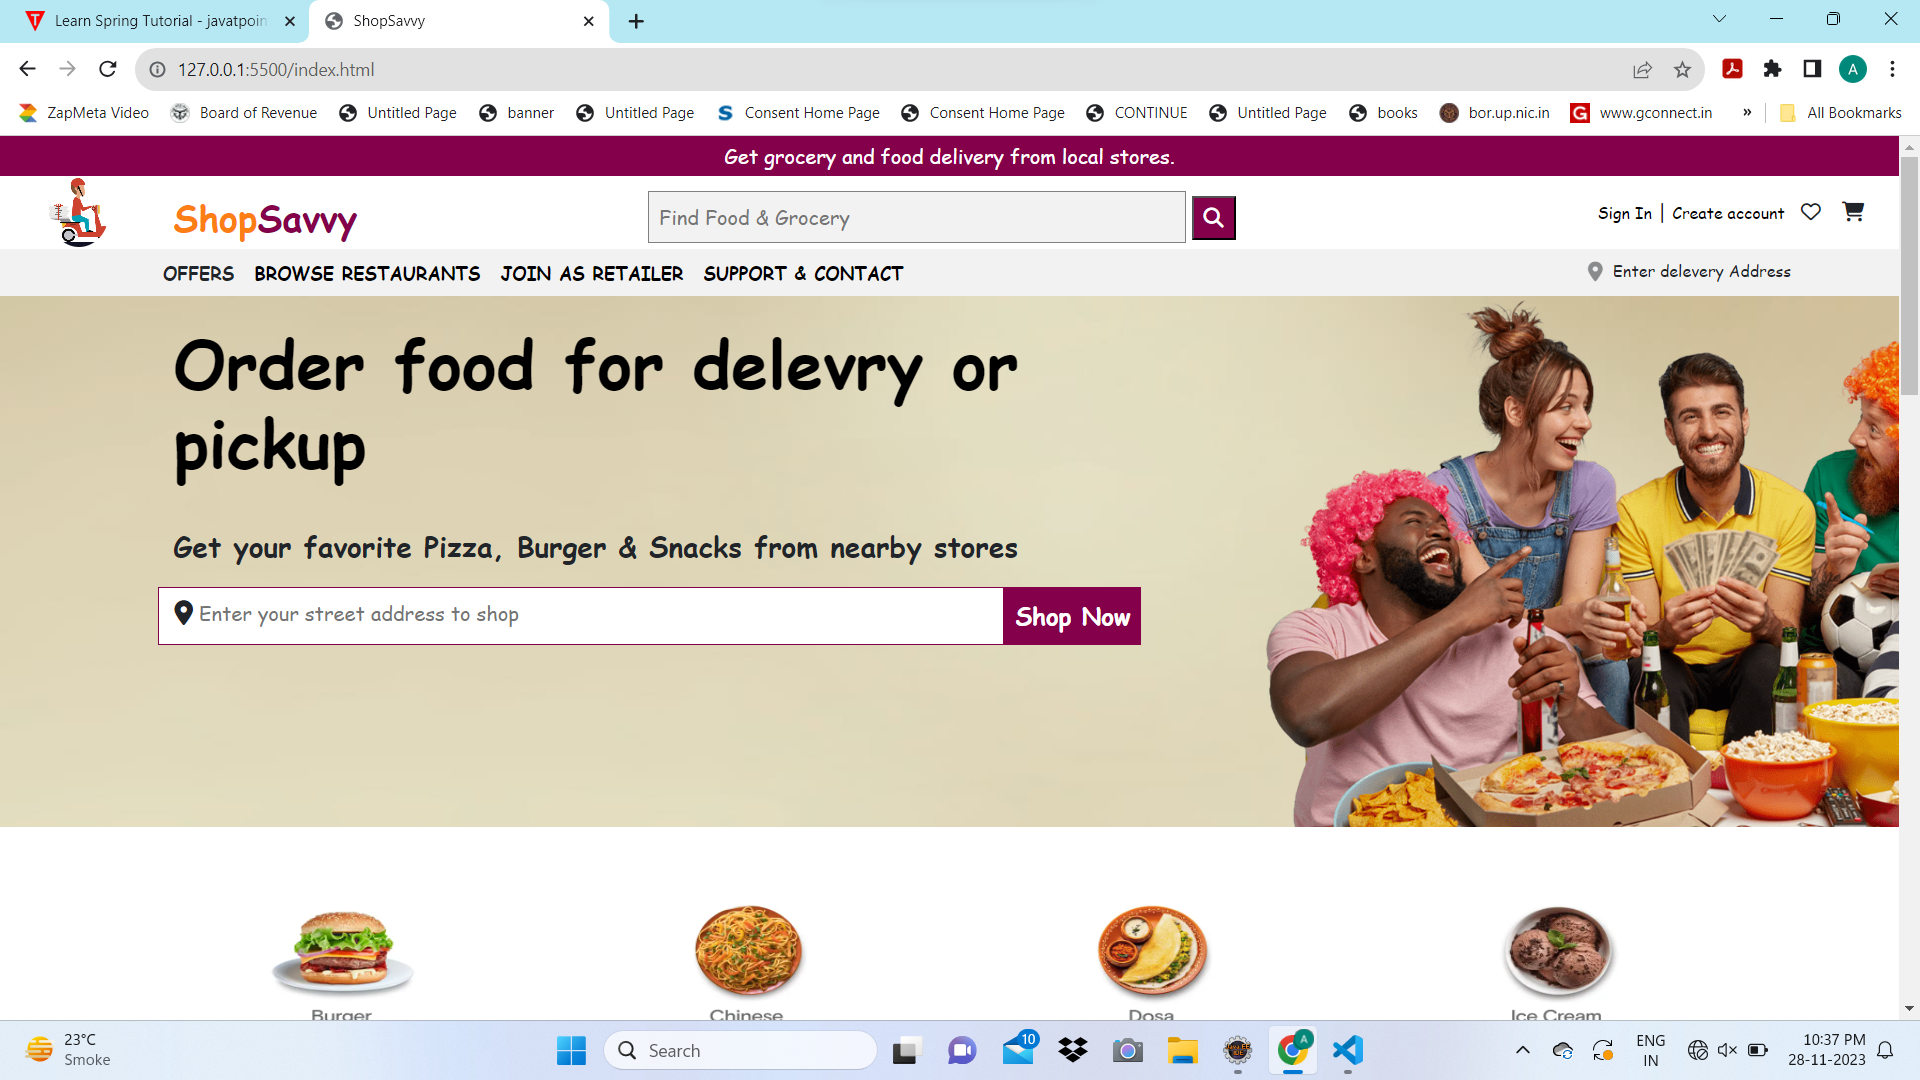 Learn Spring Tutorial - javatpoin
ShopSavvy
127.0.0.1:5500/index.html
A
ZapMeta Video
Board of Revenue
Untitled Page
banner
Untitled Page
Consent Home Page
Consent Home Page
CONTINUE
Untitled Page
books
bor.up.nic.in
www.gconnect.in
»
All Bookmarks
Get grocery and food delivery from local stores.
ShopSavvy
Find Food & Grocery
Sign In | Create account
OFFERS BROWSE RESTAURANTS JOIN AS RETAILER SUPPORT & CONTACT
Enter delevery Address
Order food for delevry or
pickup
Get your favorite Pizza, Burger & Snacks from nearby stores
Enter your street address to shop
Shop Now
Burger
Chinese
Dosa
Ice Cream
23°C
Smoke
Search
10
A
ENG
IN
10:37 PM
28-11-2023